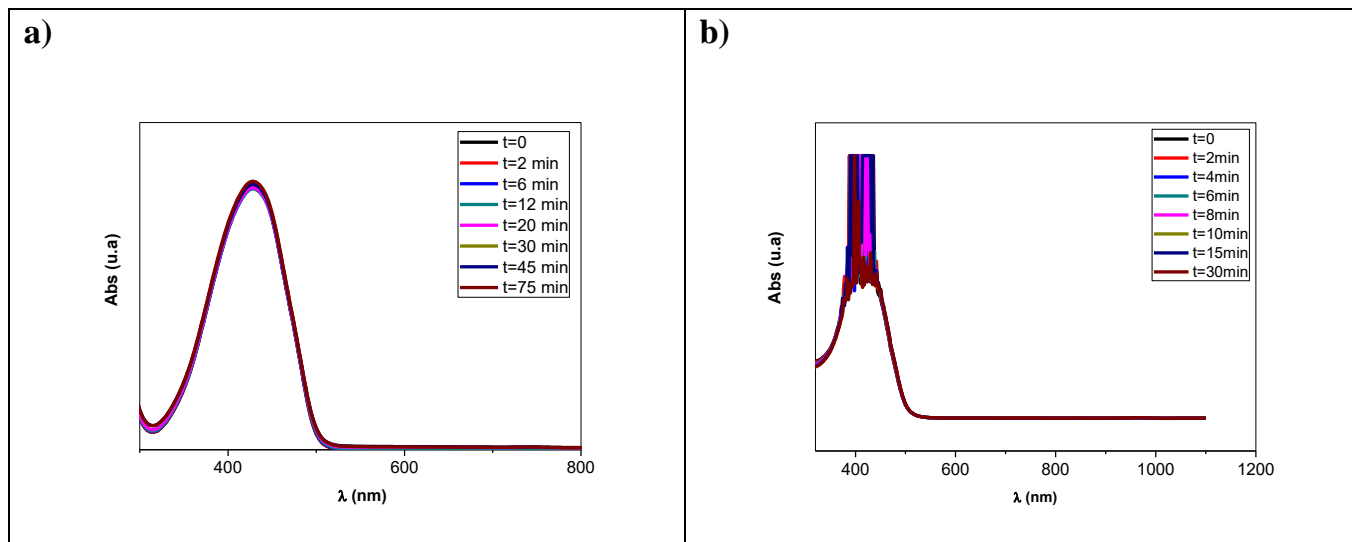 a)
Abs (u.a)
t=0
t=2 min
t=6 min
t=12 min
t=20 min
t=30 min
t=45 min
t=75 min
400
600
800
λ (nm)
b)
Abs (u.a)
t=0
t=2min
t=4min
t=6min
t=8min
t=10min
t=15min
t=30min
400
600
800
1000
1200
λ (nm)